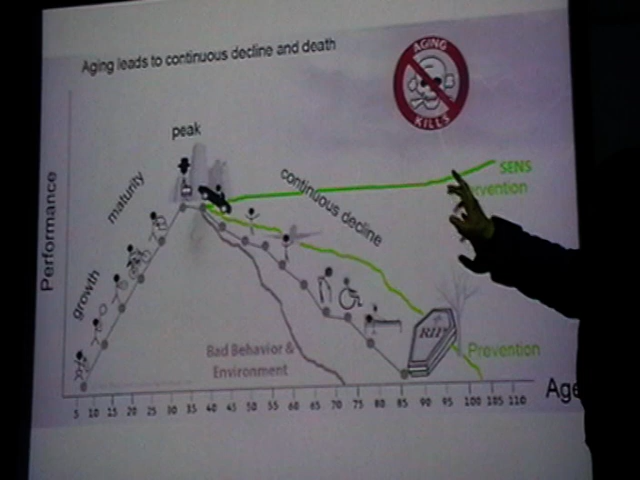 Aging leads to continuous decline and death
AGING
KILLS
peak
SENS
continuous decline
maturity
growth
Performance
RIP
Bad Behavior &
Environment
Prevention
Age
5 10 15 20 25 30 35 40 45 50 55 60 65 70 75 80 85 90 95 100 105 110